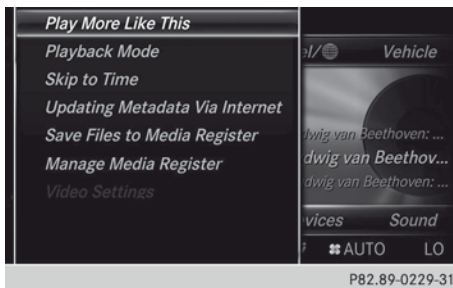 Play More Like This
Playback Mode
el/ Vehicle
Skip to Time
Updating Metadata Via Internet
Save Files to Media Register
dwig van Beethoven: ...
Manage Media Register
dwig van Beethov...
Video Settings
dwig van Beethoven: ...
vices Sound
AUTO LO
P82.89-0229-31